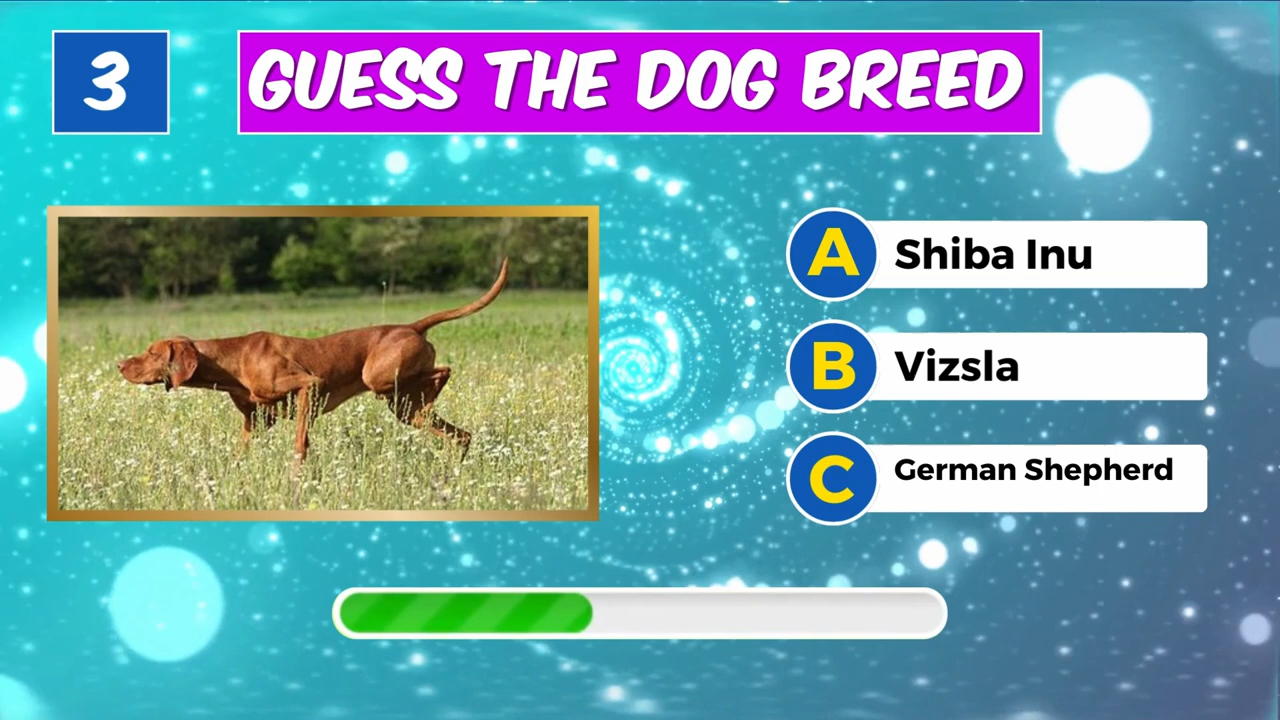 3
GUESS THE DOG BREED
A Shiba Inu
B Vizsla
C German Shepherd